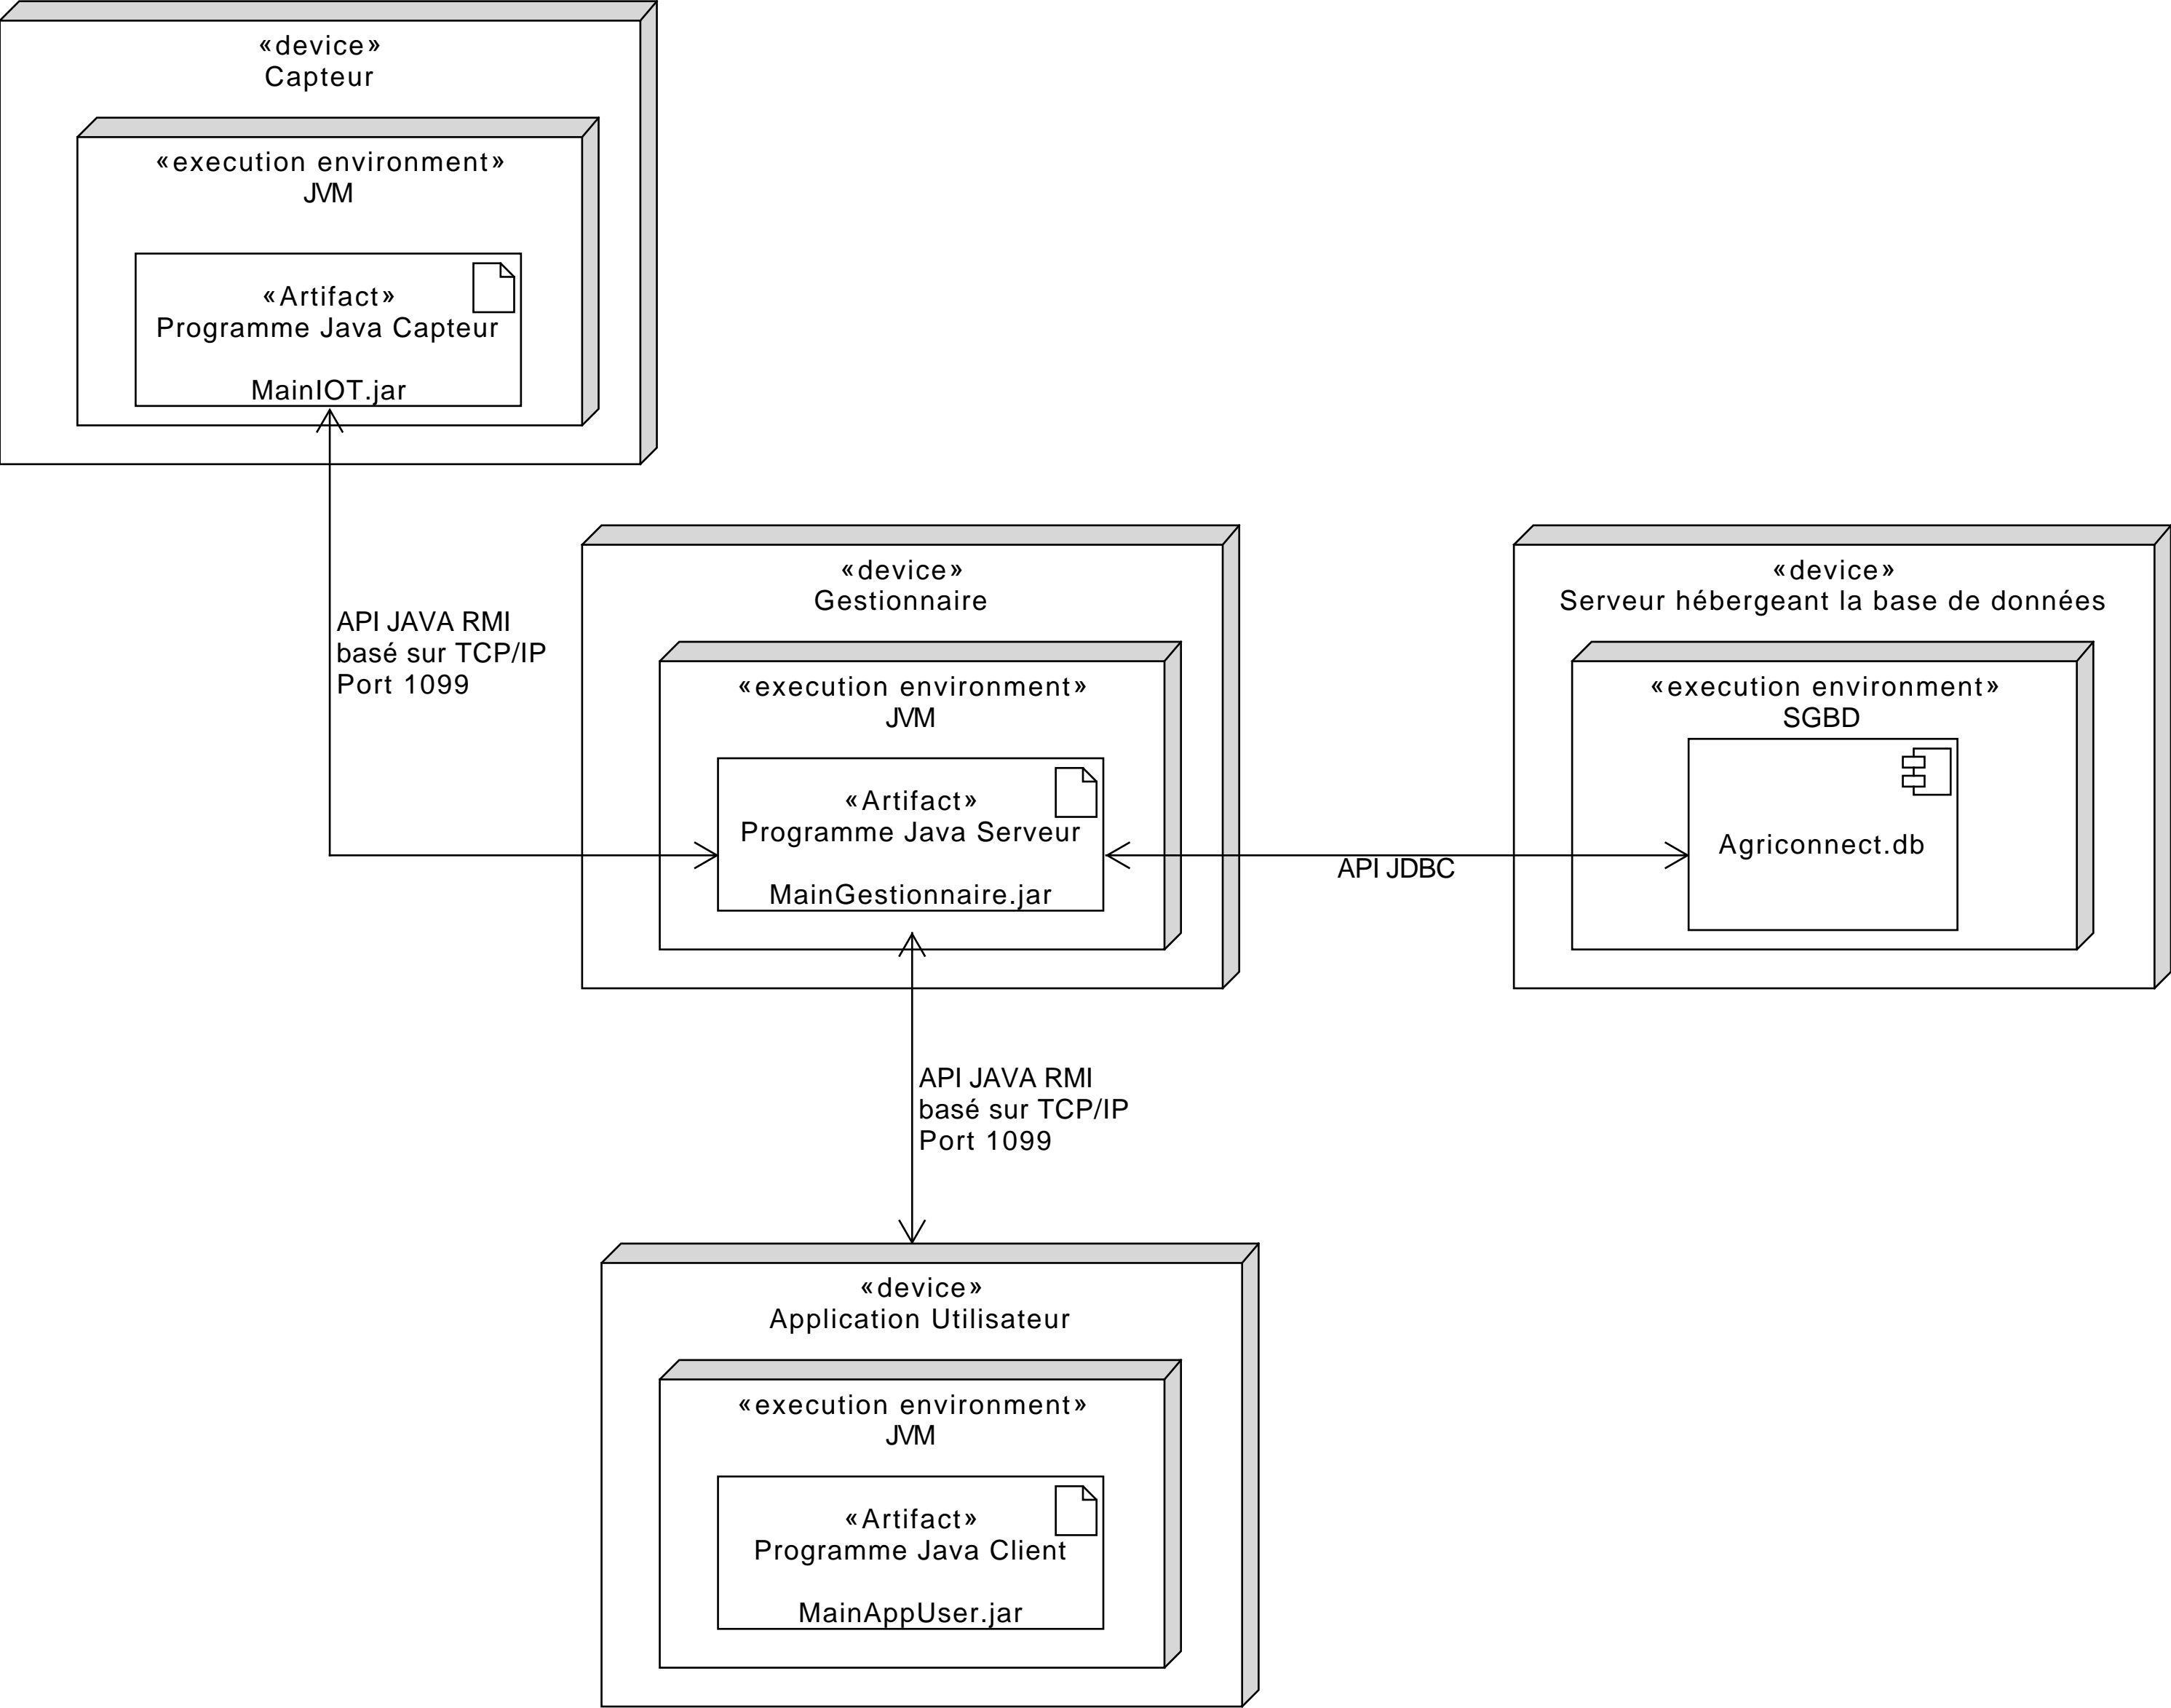 «device»
Capteur
«execution environment»
JVM
«Artifact»
Programme Java Capteur
MainIOT.jar
API JAVA RMI
basé sur TCP/IP
Port 1099
«device»
Gestionnaire
«execution environment»
JVM
«Artifact»
Programme Java Serveur
MainGestionnaire.jar
API JDBC
«device»
Serveur hébergeant la base de données
«execution environment»
SGBD
Agriconnect.db
API JAVA RMI
basé sur TCP/IP
Port 1099
«device»
Application Utilisateur
«execution environment»
JVM
«Artifact»
Programme Java Client
MainAppUser.jar